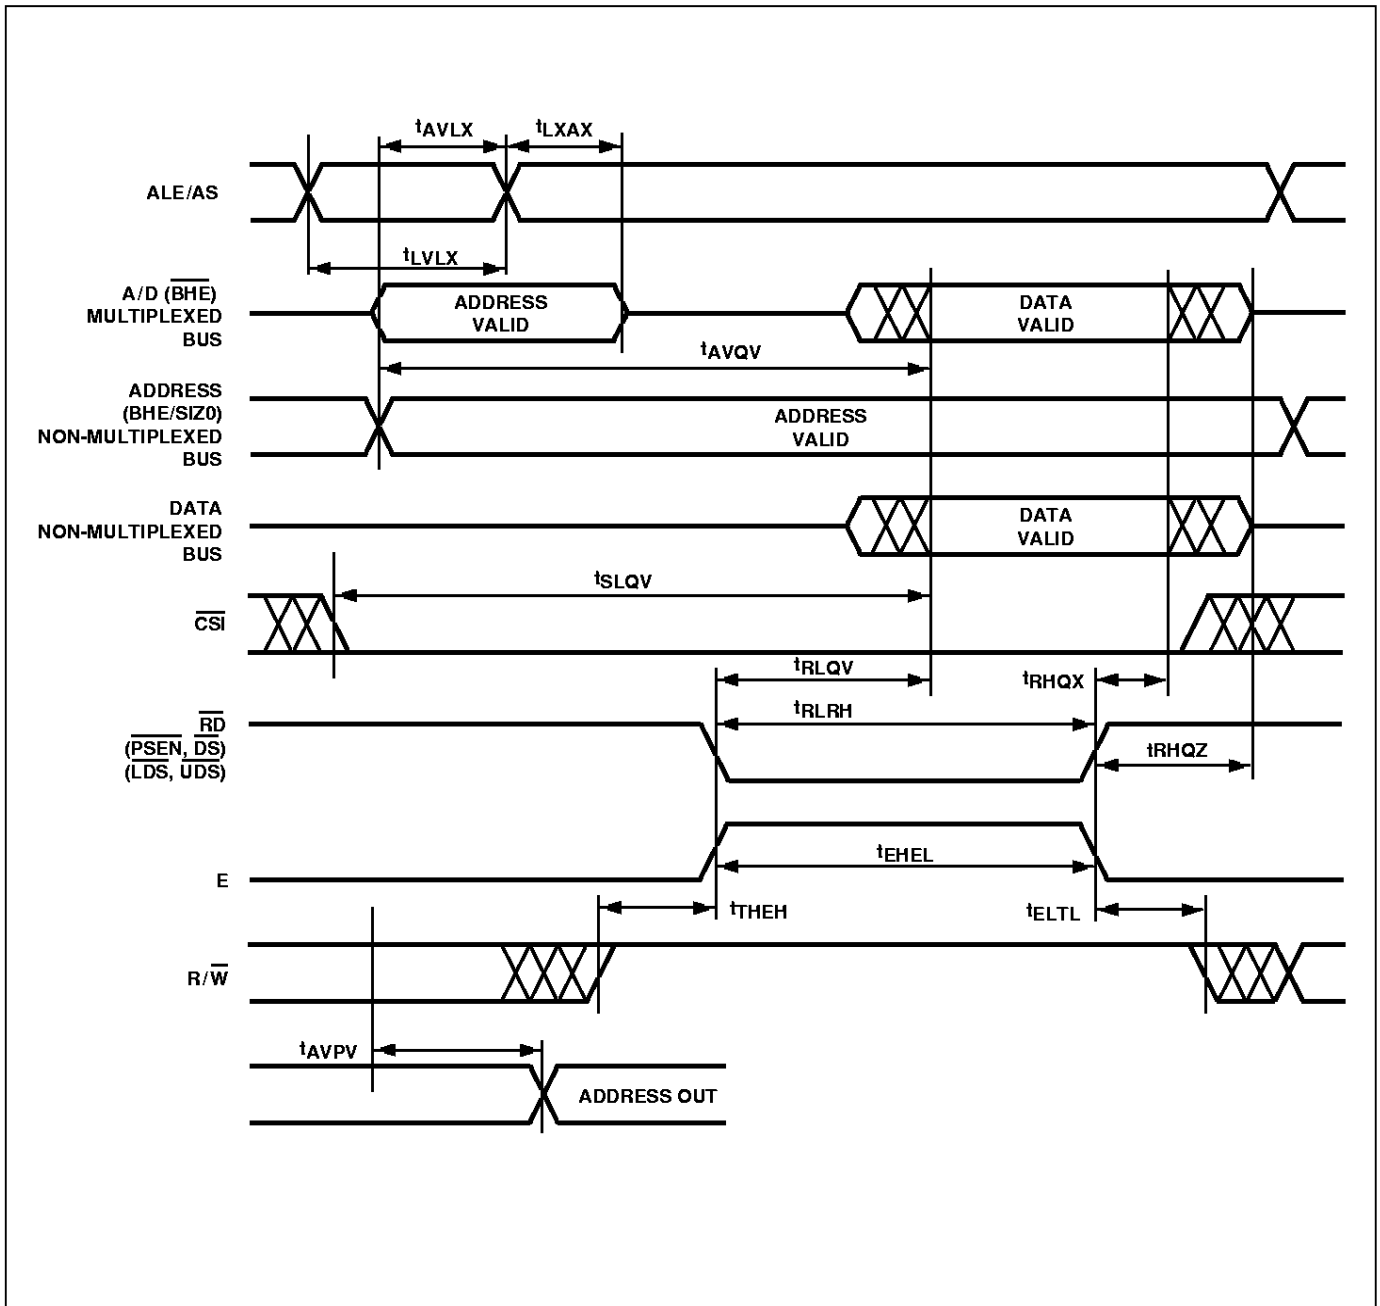 tAVLX tLXAX
ALE/AS
tLVLX
A/D (BHE)
MULTIPLEXED
BUS
ADDRESS
VALID
DATA
VALID
tAVQV
ADDRESS
(BHE/SIZ0)
NON-MULTIPLEXED
BUS
ADDRESS
VALID
DATA
NON-MULTIPLEXED
BUS
DATA
VALID
tSLQV
CSI
tRLQV
tRHQX
tRLRH
RD
(PSEN, DS)
(LDS, UDS)
tRHQZ
tEHEL
E
tTHEH
tELTL
R/W
tAVPV
ADDRESS OUT